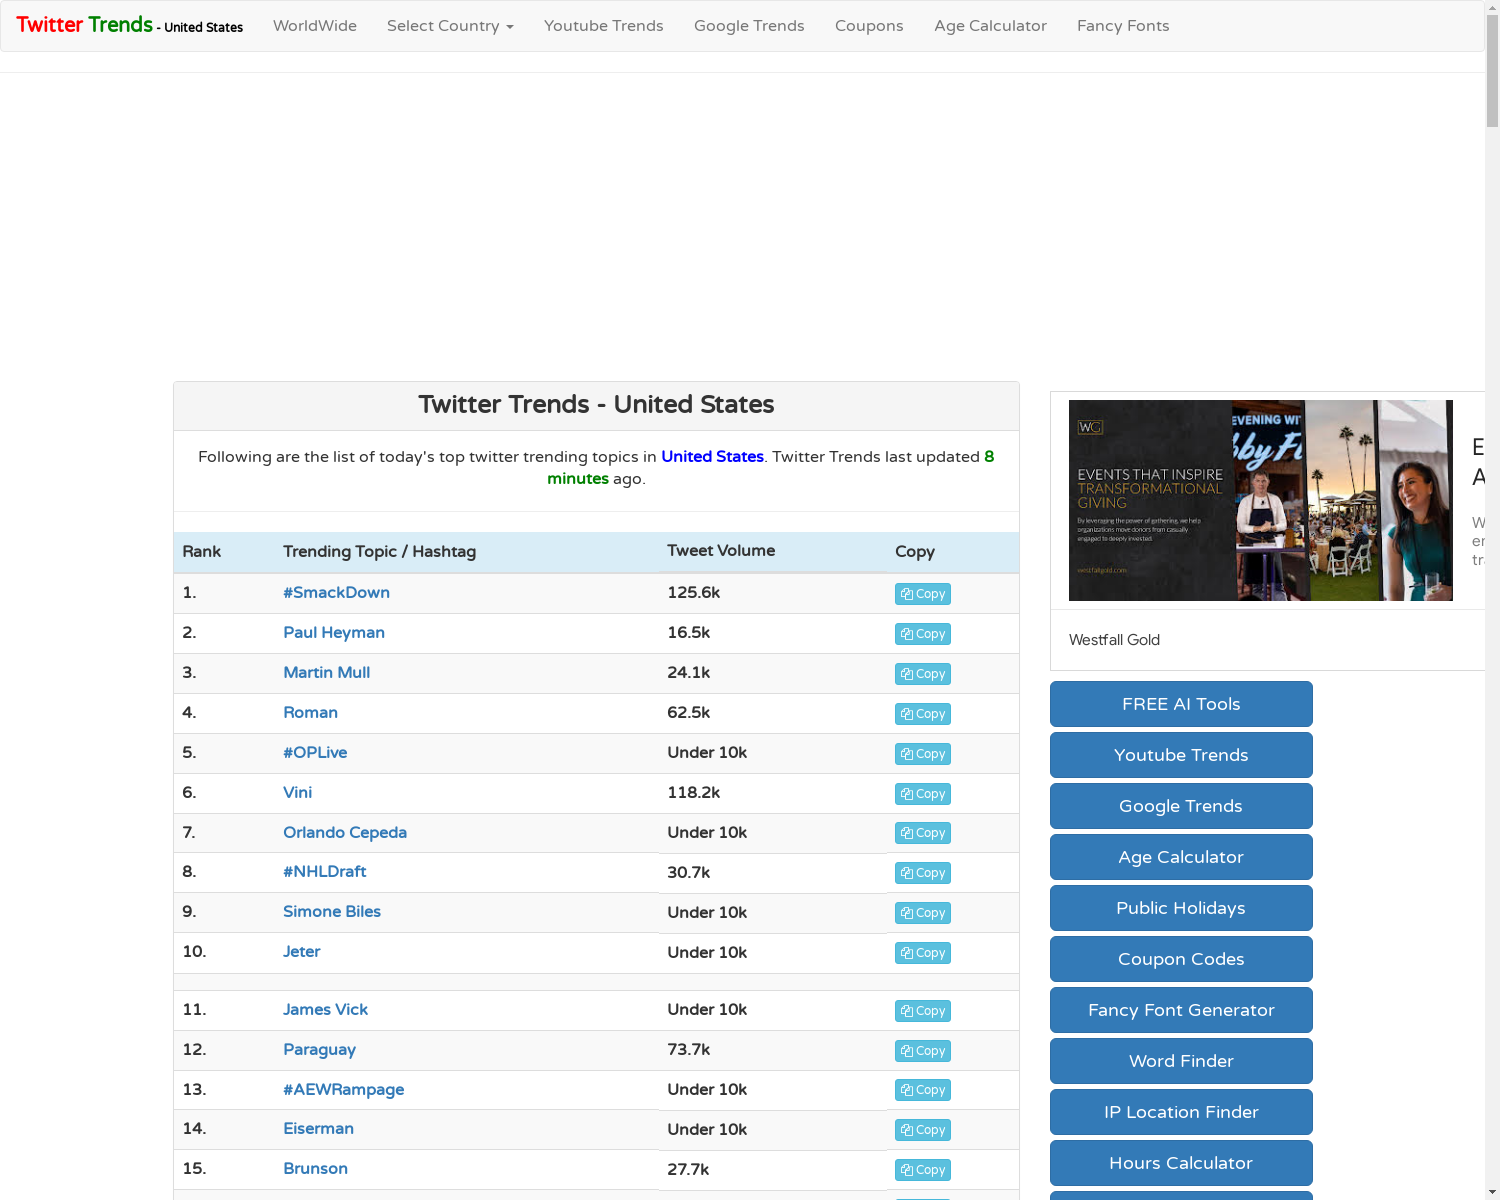 Twitter Trends - United States WorldWide Select Country Youtube Trends Google Trends Coupons Age Calculator Fancy Fonts
Twitter Trends - United States
Following are the list of today's top twitter trending topics in United States. Twitter Trends last updated 8
minutes ago.
Rank Trending Topic / Hashtag Tweet Volume Copy
1. #SmackDown 125.6k Copy
2. Paul Heyman 16.5k Copy
3. Martin Mull 24.1k Copy
4. Roman 62.5k Copy
5. #OPLive Under 10k Copy
6. Vini 118.2k Copy
7. Orlando Cepeda Under 10k Copy
8. #NHLDraft 30.7k Copy
9. Simone Biles Under 10k Copy
10. Jeter Under 10k Copy
11. James Vick Under 10k Copy
12. Paraguay 73.7k Copy
13. #AEWRampage Under 10k Copy
14. Eiserman Under 10k Copy
15. Brunson 27.7k Copy
WG
EVENING WI
bby F
EVENTS THAT INSPIRE
TRANSFORMATIONAL
GIVING
By leveraging the power of gathering, we help
organizations move donors from casually
engaged to deeply invested
westfallgold.com
E
A
W
er
tra
Westfall Gold
FREE AI Tools
Youtube Trends
Google Trends
Age Calculator
Public Holidays
Coupon Codes
Fancy Font Generator
Word Finder
IP Location Finder
Hours Calculator